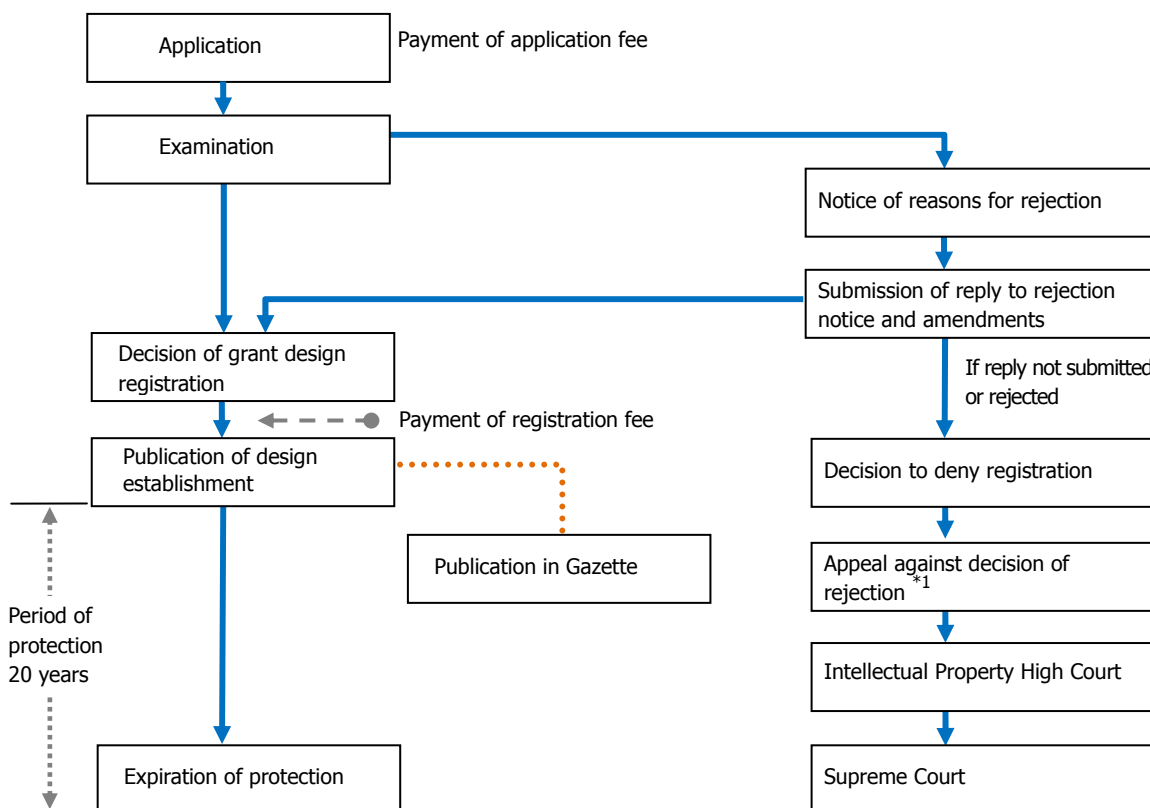 Application
Payment of application fee
Examination
Notice of reasons for rejection
Submission of reply to rejection
notice and amendments
Decision of grant design
registration
If reply not submitted
or rejected
Payment of registration fee
Publication of design
establishment
Decision to deny registration
Publication in Gazette
Appeal against decision of
rejection *1
Period of
protection
20 years
Intellectual Property High Court
Expiration of protection
Supreme Court